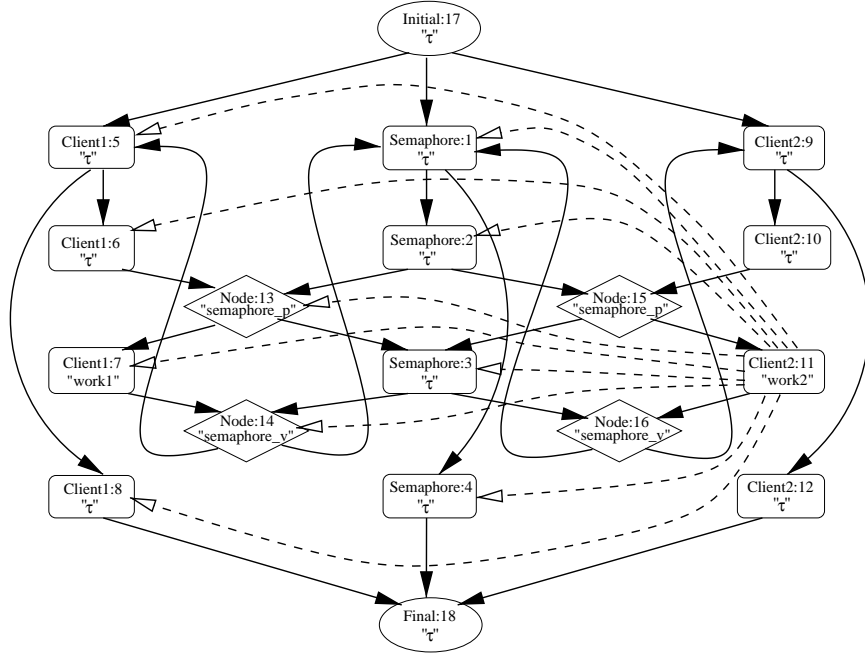 Initial:17
"τ"
Client1:5
"τ"
Semaphore:1
"τ"
Client2:9
"τ"
Client1:6
"τ"
Semaphore:2
"τ"
Client2:10
"τ"
Node:13
"semaphore_p"
Node:15
"semaphore_p"
Client1:7
"work1"
Semaphore:3
"τ"
Client2:11
"work2"
Node:14
"semaphore_v"
Node:16
"semaphore_v"
Client1:8
"τ"
Semaphore:4
"τ"
Client2:12
"τ"
Final:18
"τ"